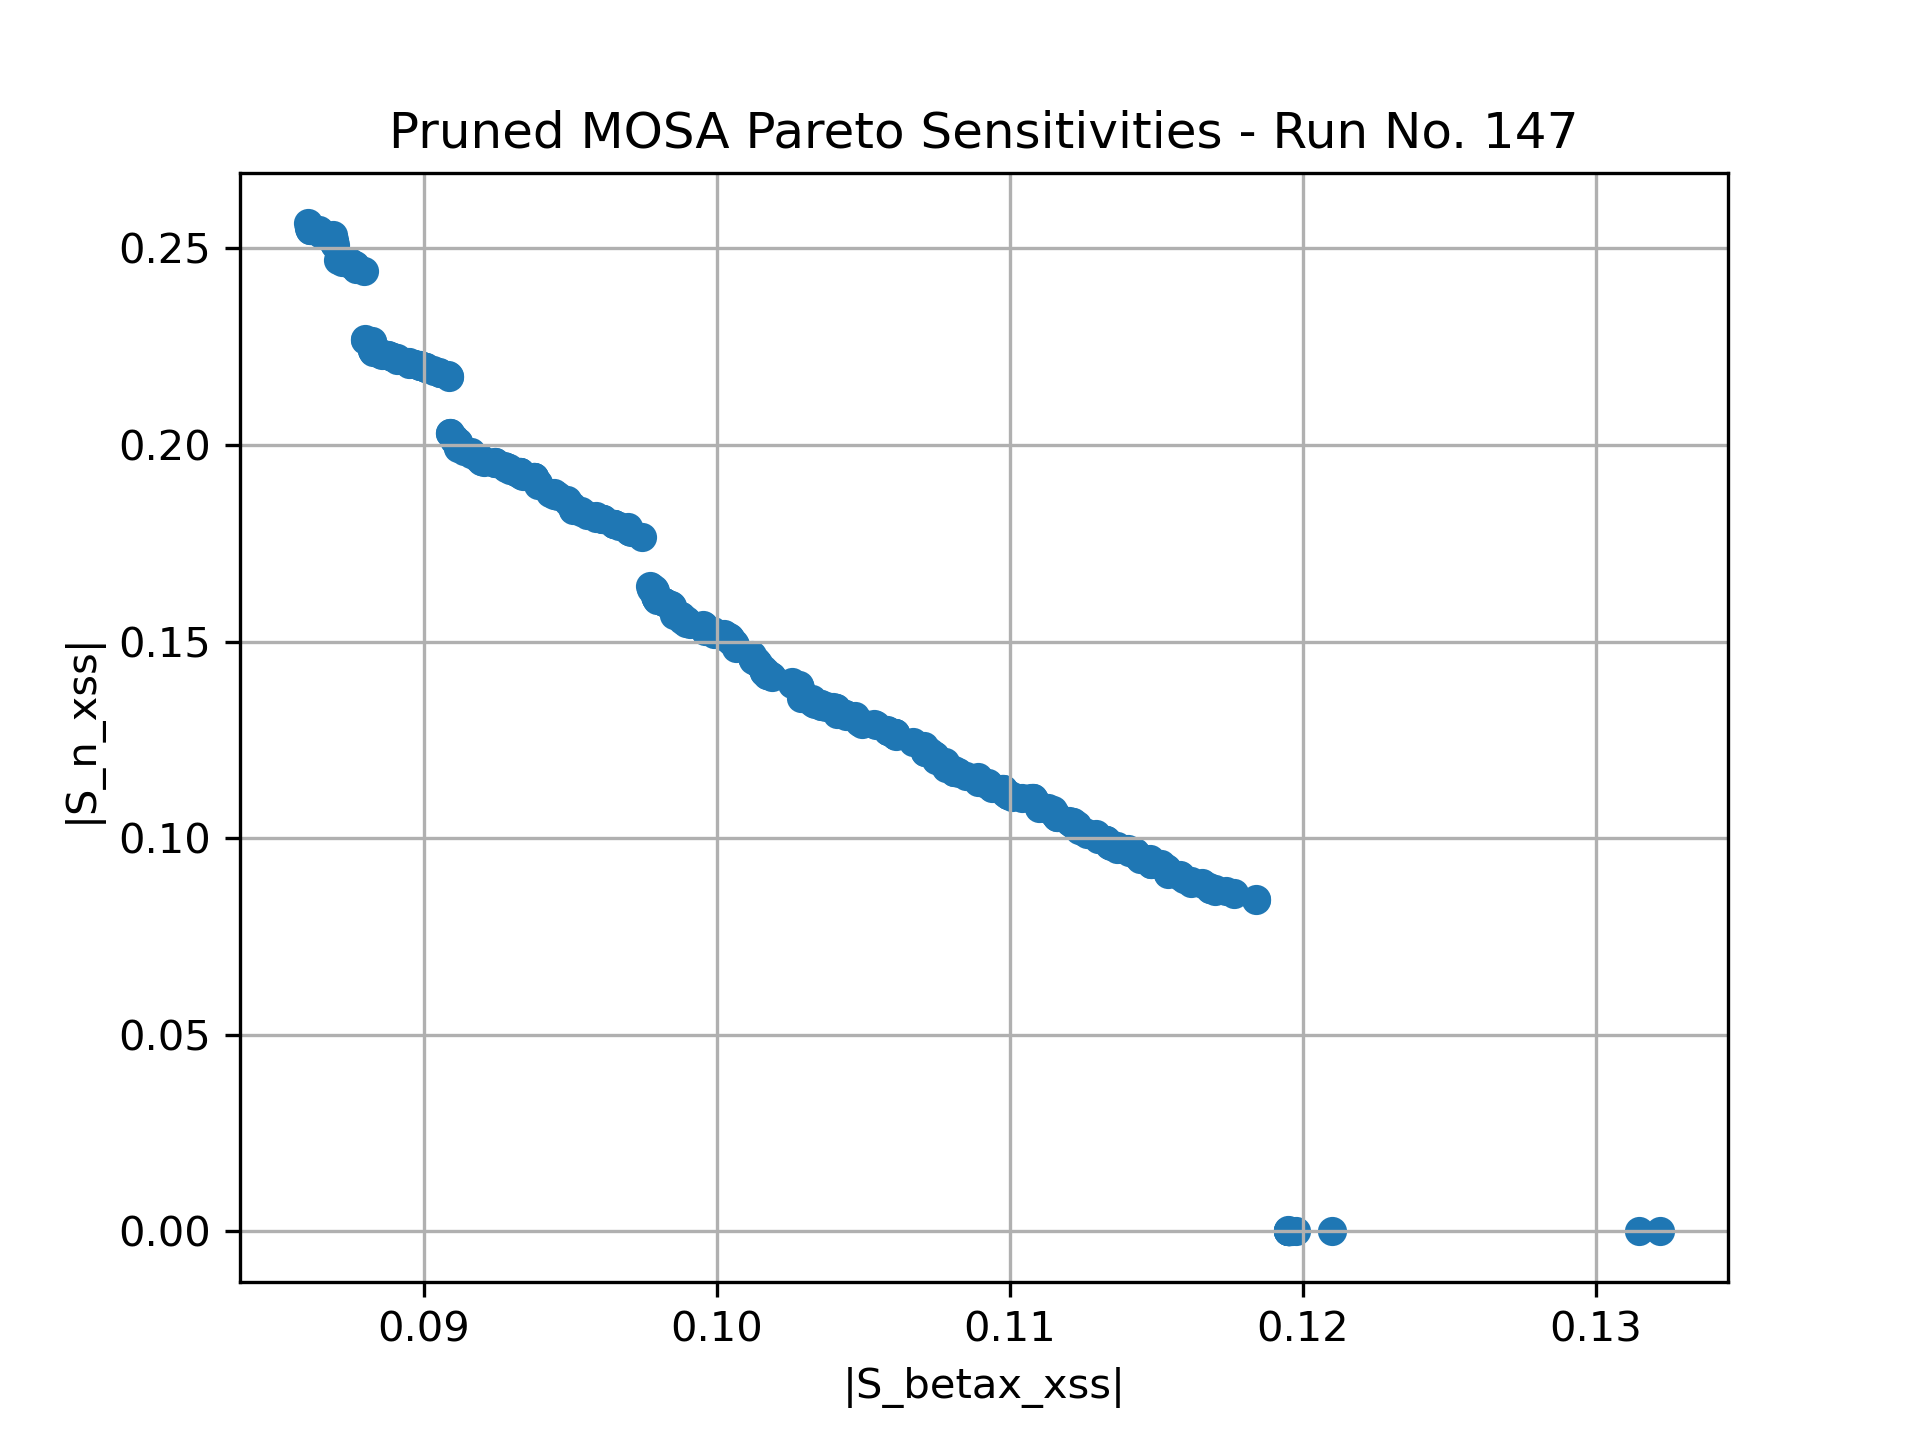 Pruned MOSA Pareto Sensitivities - Run No. 147
|S_n_xss|
0.25
0.20
0.15
0.10
0.05
0.00
0.09 0.10 0.11 0.12 0.13
|S_betax_xss|